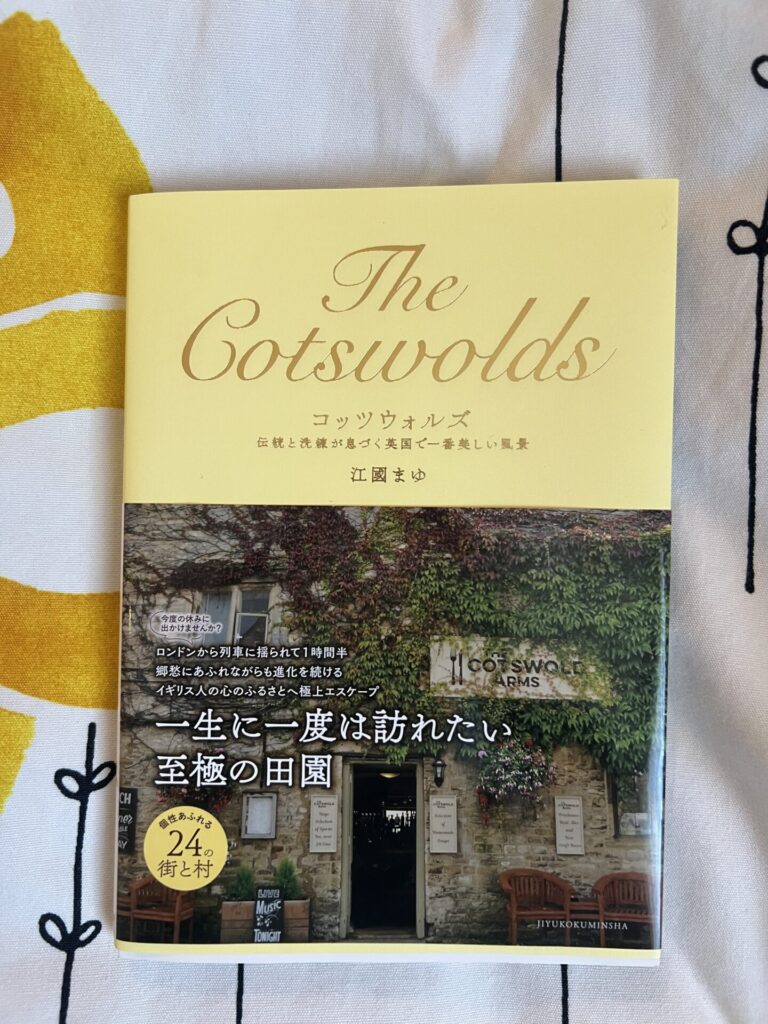 The
Cotswolds
コッツウォルズ
伝統と洗練が息づく英国で一番美しい風景
江國まゆ
今度の休みに
出かけませんか?
ロンドンから列車に揺られて1時間半
郷愁にあふれながらも進化を続ける
イギリス人の心のふるさとへ極上エスケープ
THE
COTSWOLD
ARMS
一生に一度は訪れたい
至極の田園
個性あふれる
24の
街と村
LIVE
MUSIC
TONIGHT
JIYUKOKUMINSHA